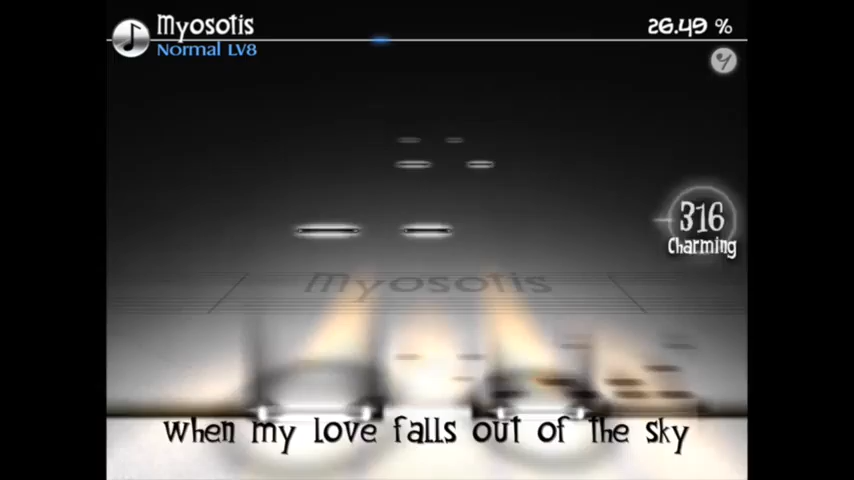 Myosotis
26.49 %
Normal LV8
316
Charming
Myosotis
when my love falls out of the sky